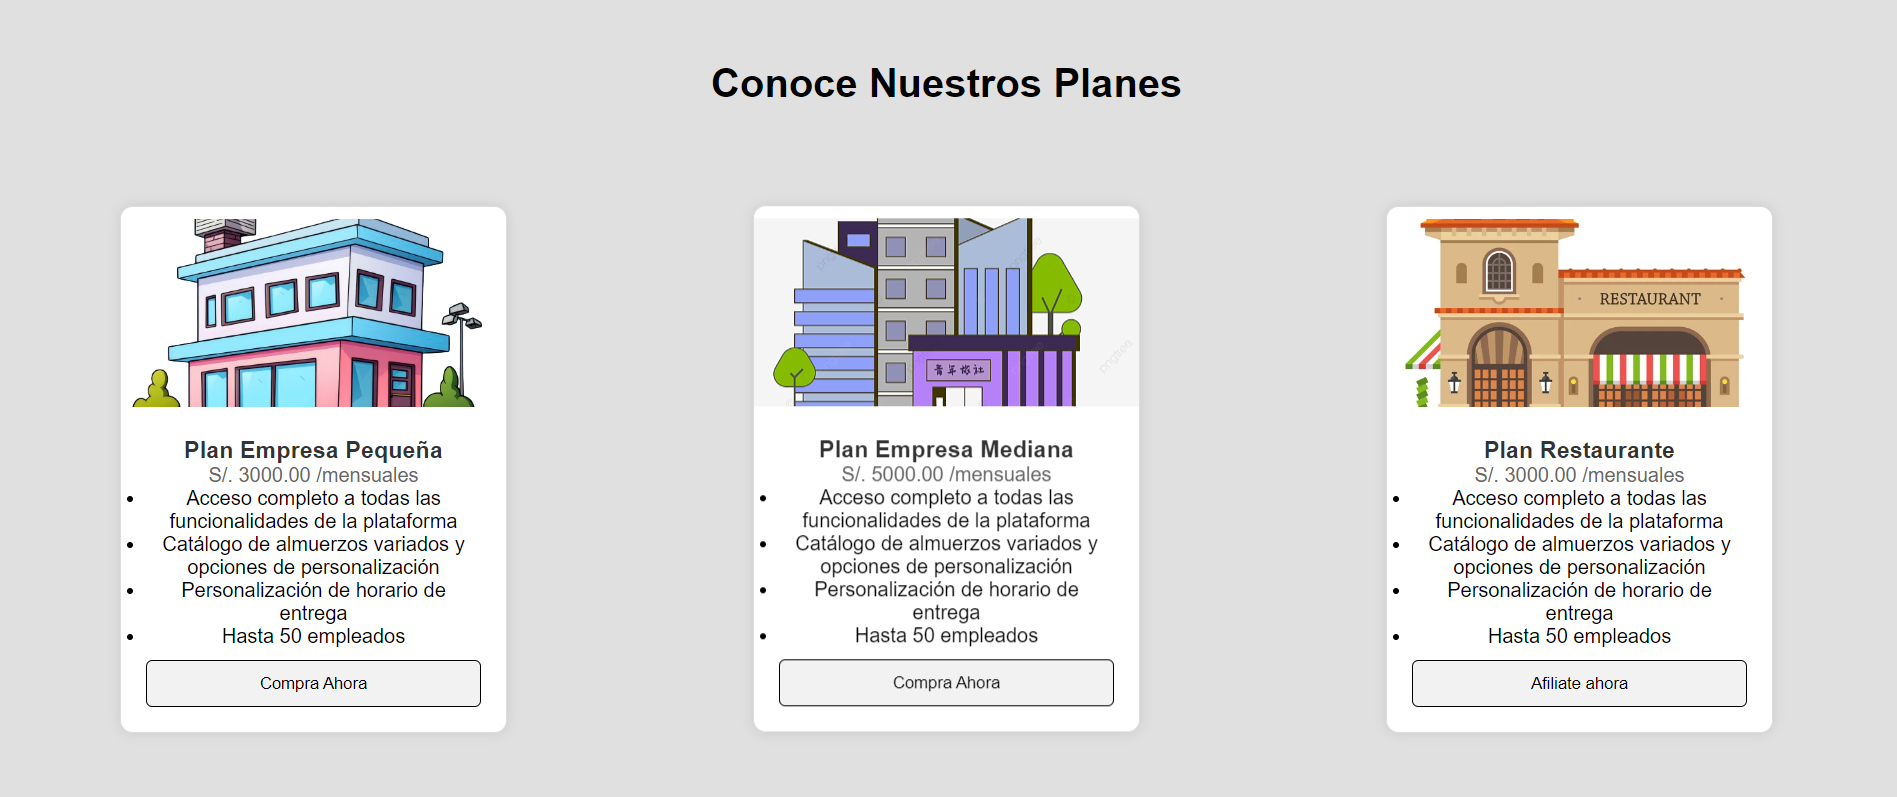 Conoce Nuestros Planes
RESTAURANT
Plan Empresa Pequeña
S/. 3000.00 /mensuales
Acceso completo a todas las
funcionalidades de la plataforma
Catálogo de almuerzos variados y
opciones de personalización
Personalización de horario de
entrega
Hasta 50 empleados
Compra Ahora
青年旅社
Plan Empresa Mediana
S/. 5000.00 /mensuales
Acceso completo a todas las
funcionalidades de la plataforma
Catálogo de almuerzos variados y
opciones de personalización
Personalización de horario de
entrega
Hasta 50 empleados
Compra Ahora
Plan Restaurante
S/. 3000.00 /mensuales
Acceso completo a todas las
funcionalidades de la plataforma
Catálogo de almuerzos variados y
opciones de personalización
Personalización de horario de
entrega
Hasta 50 empleados
Afiliate ahora